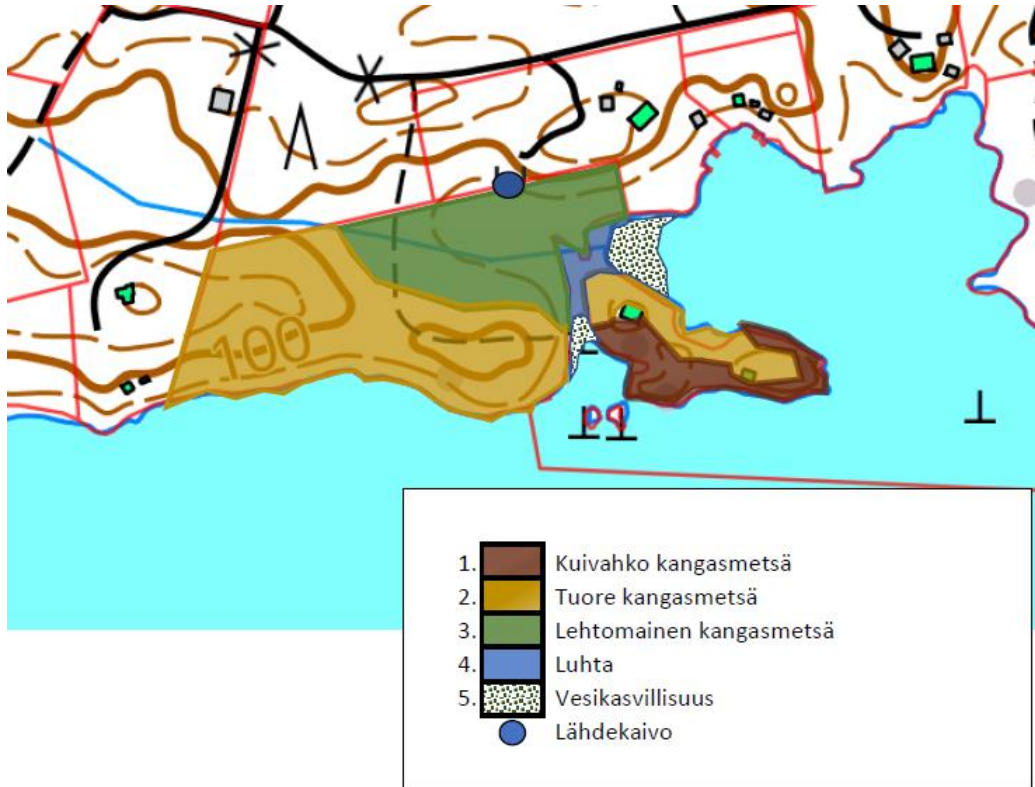 100
1. Kuivahko kangasmetsä
2. Tuore kangasmetsä
3. Lehtomainen kangasmetsä
4. Luhta
5. Vesikasvillisuus
Lähdekaivo